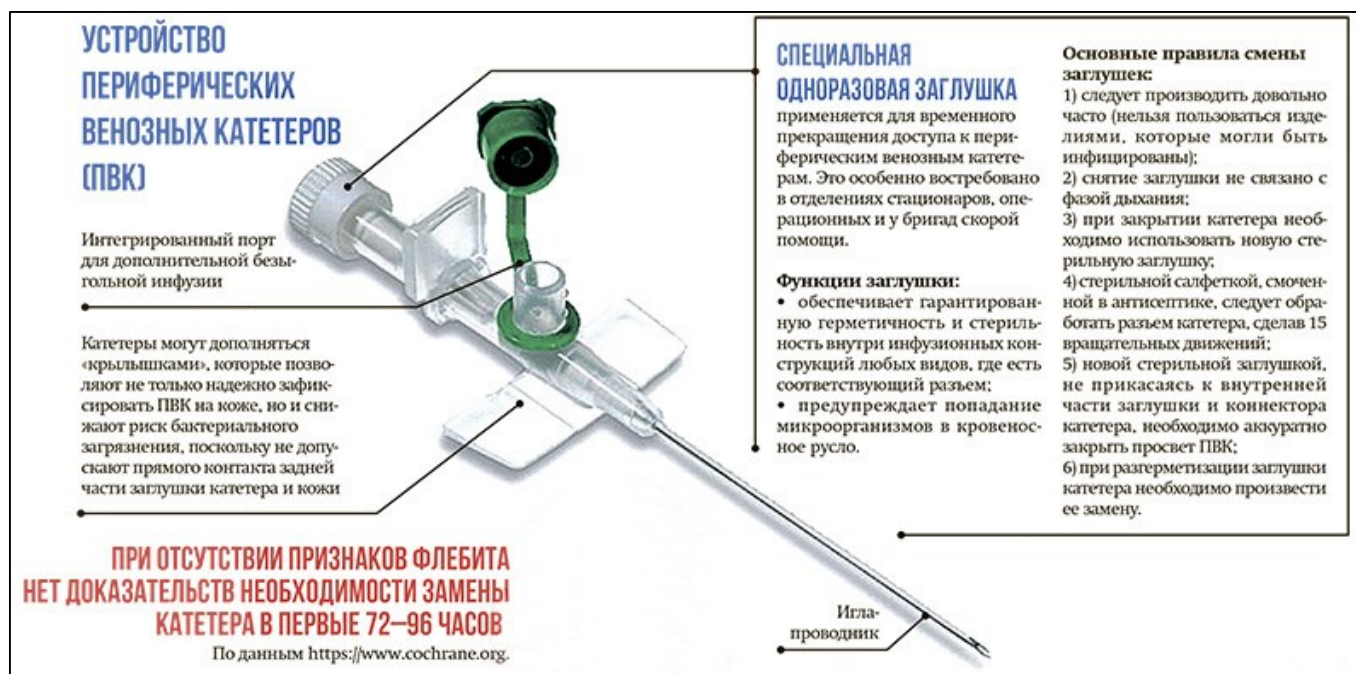 УСТРОЙСТВО
ПЕРИФЕРИЧЕСКИХ
ВЕНОЗНЫХ КАТЕТЕРОВ
(ПВК)
Интегрированный порт
для дополнительной безы-
гольной инфузии
Катетеры могут дополняться
«крылышками», которые позво-
ляют не только надежно зафик-
сировать ПВК на коже, но и сни-
жают риск бактериального
загрязнения, поскольку не допу-
скают прямого контакта задней
части заглушки катетера и кожи
ПРИ ОТСУТСТВИИ ПРИЗНАКОВ ФЛЕБИТА
НЕТ ДОКАЗАТЕЛЬСТВ НЕОБХОДИМОСТИ ЗАМЕНЫ
КАТЕТЕРА В ПЕРВЫЕ 72–96 ЧАСОВ
По данным https://www.cochrane.org.
СПЕЦИАЛЬНАЯ
ОДНОРАЗОВАЯ ЗАГЛУШКА
применяется для временного
прекращения доступа к пери-
ферическим венозным катете-
рам. Это особенно востребовано
в отделениях стационаров, опе-
рационных и у бригад скорой
помощи.
Функции заглушки:
• обеспечивает гарантирован-
ную герметичность и стериль-
ность внутри инфузионных кон-
струкций любых видов, где есть
соответствующий разъем;
• предупреждает попадание
микроорганизмов в кровенос-
ное русло.
Основные правила смены
заглушек:
1) следует производить довольно
часто (нельзя пользоваться изде-
лиями, которые могли быть
инфицированы);
2) снятие заглушки не связано с
фазой дыхания;
3) при закрытии катетера необ-
ходимо использовать новую сте-
рильную заглушку;
4) стерильной салфеткой, смочен-
ной в антисептике, следует обра-
ботать разъем катетера, сделав 15
вращательных движений;
5) новой стерильной заглушкой,
не прикасаясь к внутренней
части заглушки и коннектора
катетера, необходимо аккуратно
закрыть просвет ПВК;
6) при разгерметизации заглушки
катетера необходимо произвести
ее замену.
Игла-
проводник